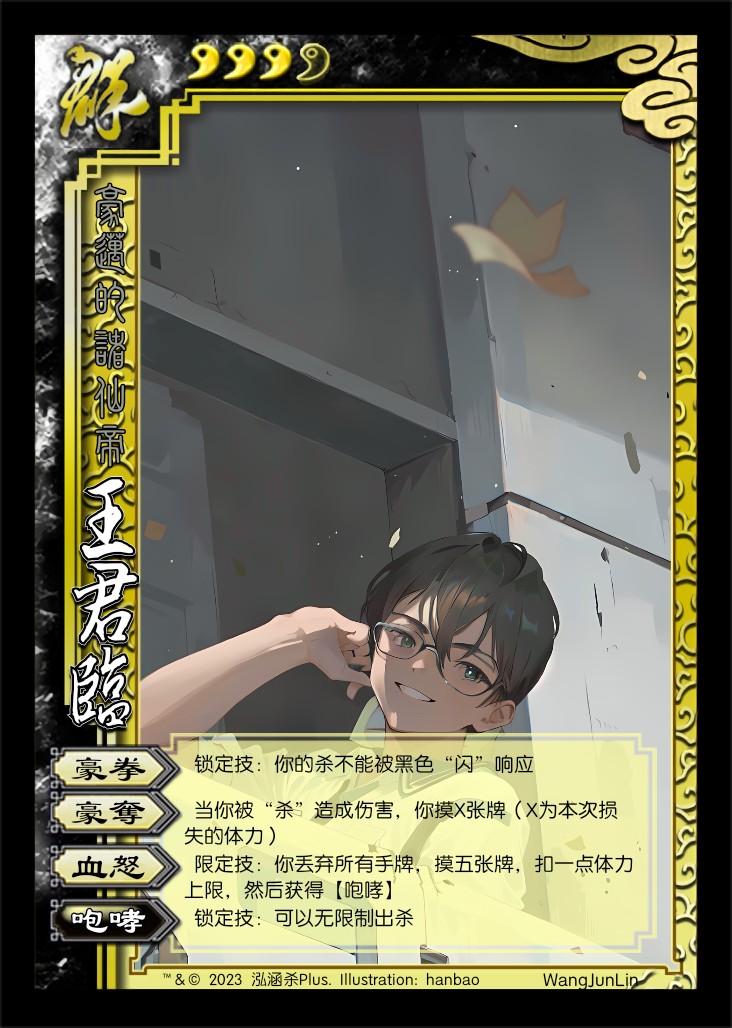 群
豪邁的諸仙帝
王君臨
豪拳
锁定技：你的杀不能被黑色“闪”响应
豪奪
当你被“杀”造成伤害，你摸X张牌（X为本次损
失的体力）
血怒
限定技：你丢弃所有手牌，摸五张牌，扣一点体力
上限，然后获得【咆哮】
咆哮
锁定技：可以无限制出杀
™&© 2023 泓涵杀Plus. Illustration: hanbao
WangJunLin